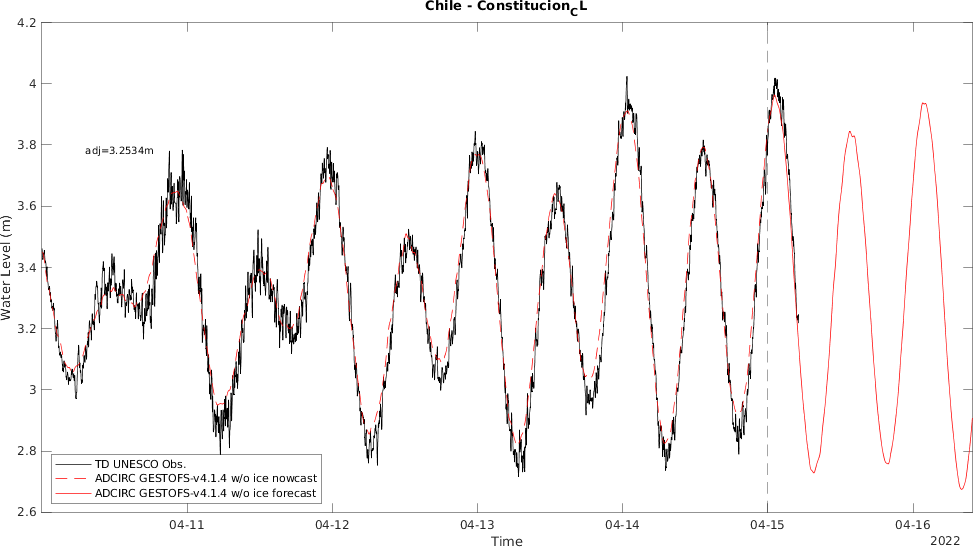 Chile - Constitucion_CL
4.2
4
3.8
3.6
3.4
3.2
3
2.8
2.6
Water Level (m)
adj=3.2534m
TD UNESCO Obs.
ADCIRC GESTOFS-v4.1.4 w/o ice nowcast
ADCIRC GESTOFS-v4.1.4 w/o ice forecast
04-11 04-12 04-13 04-14 04-15 04-16
Time
2022